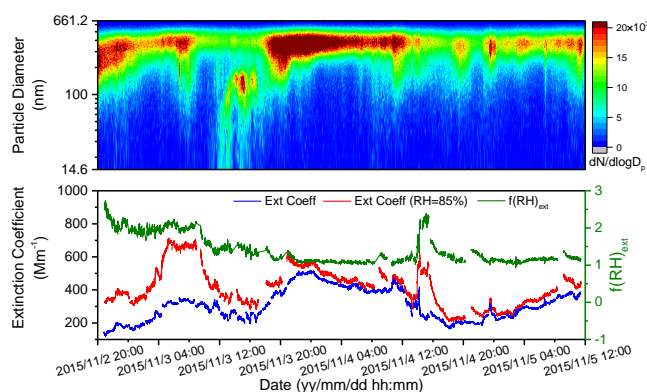 661.2
100
14.6
Particle Diameter
(nm)
20×10³
15
10
5
0
dN/dlogDp
1000
800
600
400
200
Extinction Coefficient
(Mm⁻¹)
Ext Coeff
Ext Coeff (RH=85%)
f(RH)ext
3
2
1
0
-1
f(RH)ext
2015/11/2 20:00
2015/11/3 04:00
2015/11/3 12:00
2015/11/3 20:00
2015/11/4 04:00
2015/11/4 12:00
2015/11/4 20:00
2015/11/5 04:00
2015/11/5 12:00
Date (yy/mm/dd hh:mm)